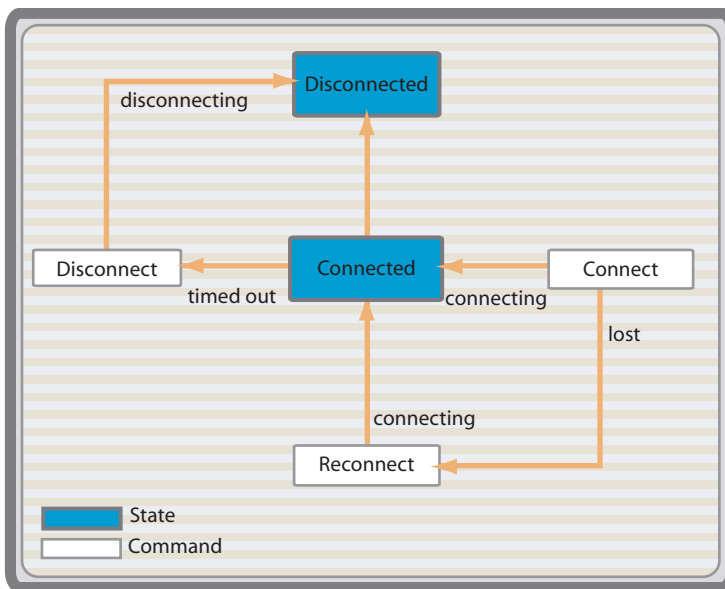 Disconnected
disconnecting
Disconnect
Connected
Connect
timed out
connecting
lost
connecting
Reconnect
State
Command